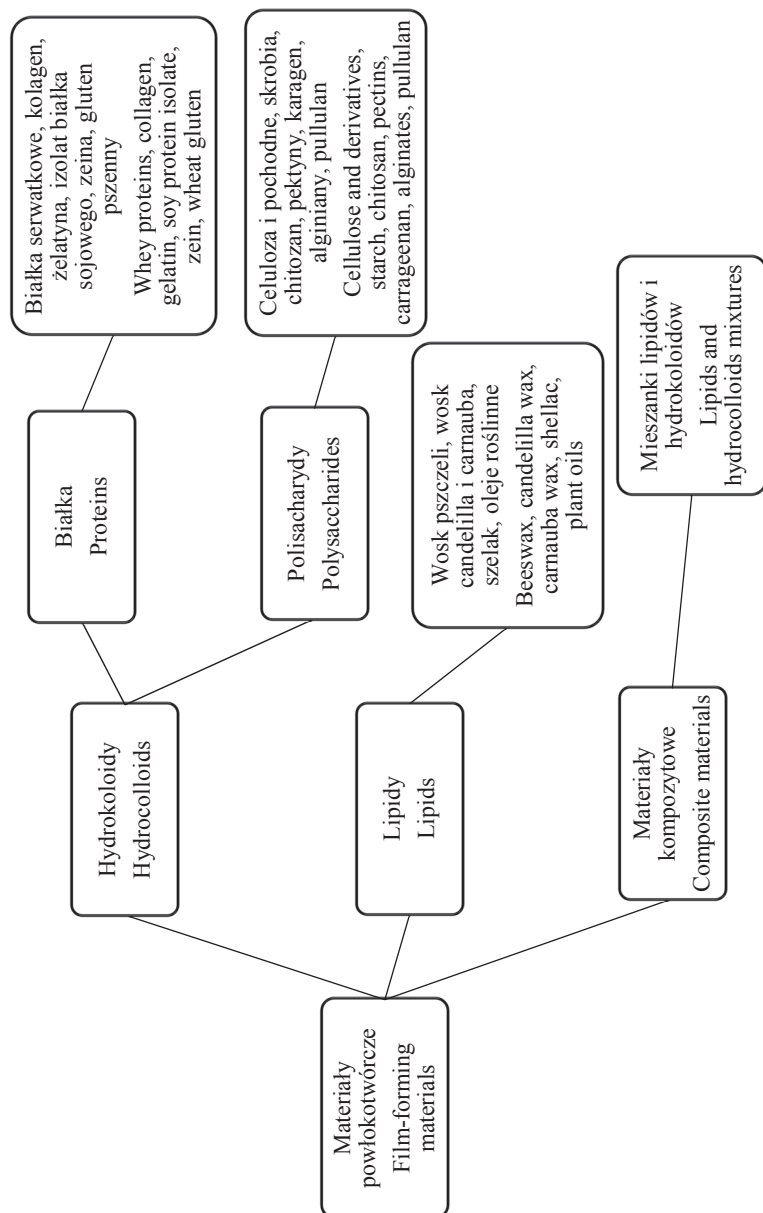 Materiały
powłokotwórcze
Film-forming
materials
Hydrokoloidy
Hydrocolloids
Białka
Proteins
Białka serwatkowe, kolagen,
żelatyna, izolat białka
sojowego, zeina, gluten
pszenny
Whey proteins, collagen,
gelatin, soy protein isolate,
zein, wheat gluten
Polisacharydy
Polysaccharides
Celuloza i pochodne, skrobia,
chitozan, pektyny, karagen,
alginiany, pullulan
Cellulose and derivatives,
starch, chitosan, pectins,
carrageenan, alginates, pullulan
Lipidy
Lipids
Wosk pszczeli, wosk
candelilla i carnauba,
szelak, oleje roślinne
Beeswax, candelilla wax,
carnauba wax, shellac,
plant oils
Materiały
kompozytowe
Composite materials
Mieszanki lipidów i
hydrokoloidów
Lipids and
hydrocolloids mixtures